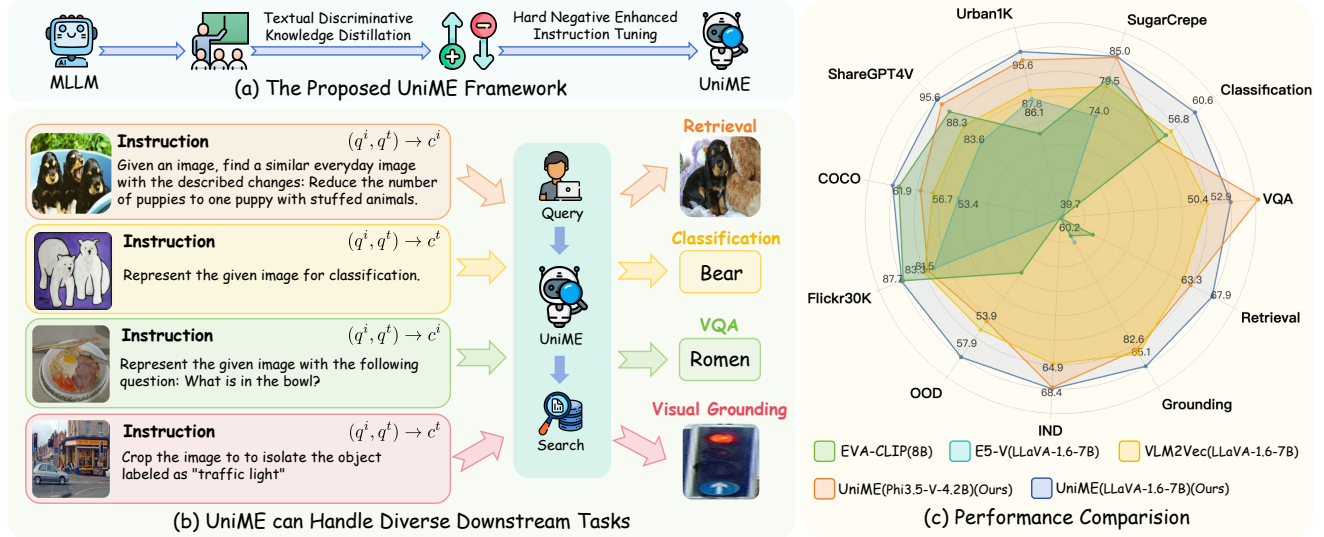 Textual Discriminative
Knowledge Distillation
Hard Negative Enhanced
Instruction Tuning
AI
MLLM
UniME
(a) The Proposed UniME Framework
Instruction (q^i, q^t) → c^i
Given an image, find a similar everyday image
with the described changes: Reduce the number
of puppies to one puppy with stuffed animals.
Instruction (q^i, q^t) → c^t
Represent the given image for classification.
Instruction (q^i, q^t) → c^i
Represent the given image with the following
question: What is in the bowl?
Instruction (q^i, q^t) → c^t
Crop the image to to isolate the object
labeled as "traffic light"
Query
UniME
Search
Retrieval
Classification
Bear
VQA
Romen
Visual Grounding
(b) UniME can Handle Diverse Downstream Tasks
Urban1K
SugarCrepe
ShareGPT4V
Classification
COCO
VQA
Flickr30K
Retrieval
OOD
Grounding
IND
85.0
95.6
79.5
60.6
95.6
87.8
86.1
74.0
56.8
88.3
83.6
61.9
56.7
53.4
39.7
50.4
52.9
60.2
87.7
83.3
81.5
63.3
67.9
53.9
57.9
82.6
85.1
64.9
68.4
EVA-CLIP(8B)
E5-V(LLaVA-1.6-7B)
VLM2Vec(LLaVA-1.6-7B)
UniME(Phi3.5-V-4.2B)(Ours)
UniME(LLaVA-1.6-7B)(Ours)
(c) Performance Comparision